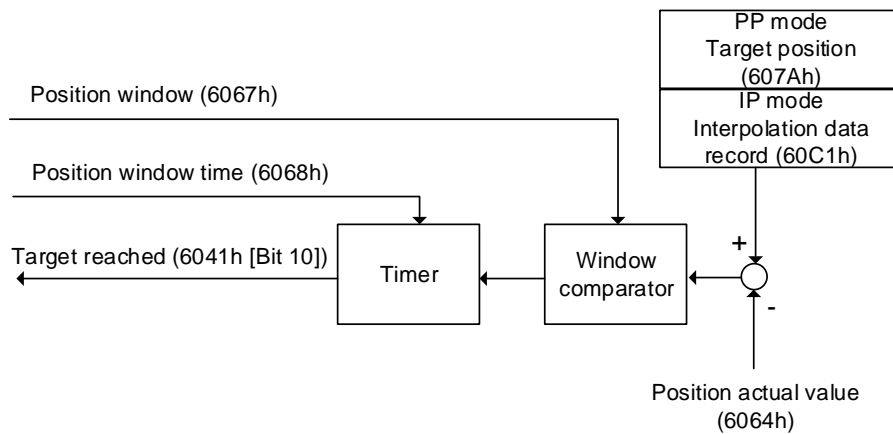 PP mode
Target position
(607Ah)
IP mode
Interpolation data
record (60C1h)
Position window (6067h)
Position window time (6068h)
Target reached (6041h [Bit 10])
Timer
Window
comparator
+
-
Position actual value
(6064h)